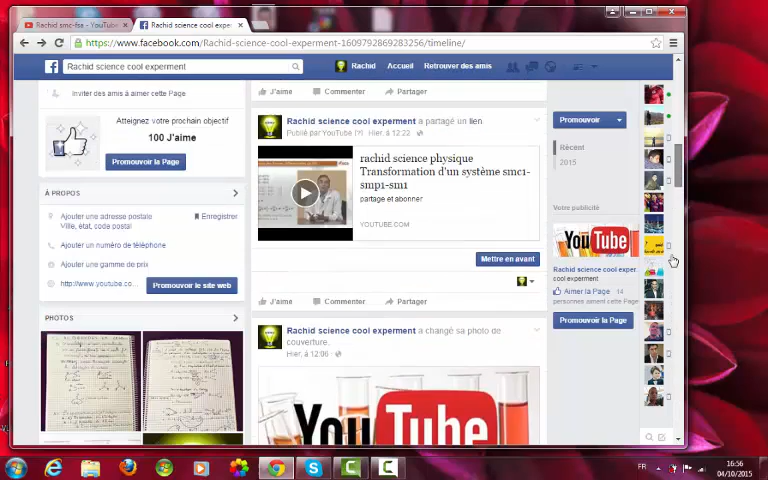 Rachid smc-fse - YouTube
Rachid science cool expe
https://www.facebook.com/Rachid-science-cool-experment-1609792869283256/timeline/
Rachid science cool experment
Rachid
Accueil
Retrouver des amis
Inviter des amis à aimer cette Page
Atteignez votre prochain objectif
100 J'aime
Promouvoir la Page
À PROPOS
Ajouter une adresse postale
Enregistrer
Ville, état, code postal
Ajouter un numéro de téléphone
Ajouter une gamme de prix
http://www.youtube.co...
Promouvoir le site web
PHOTOS
J'aime
Commenter
Partager
Rachid science cool experment a partagé un lien
Publié par YouTube [?] · Hier, à 12:22
rachid science physique
Transformation d'un système smc1-
smp1-sm1
partage et abonner
YOUTUBE.COM
Mettre en avant
J'aime
Commenter
Partager
Rachid science cool experment a changé sa photo de
couverture.
Hier, à 12:06
YouTube
Promouvoir
Récent
2015
Votre publicité
YouTube
Rachid science cool exper.
cool experment
Aimer la Page · 14
personnes aiment cette Page
Promouvoir la Page
FR
16:56
04/10/2015